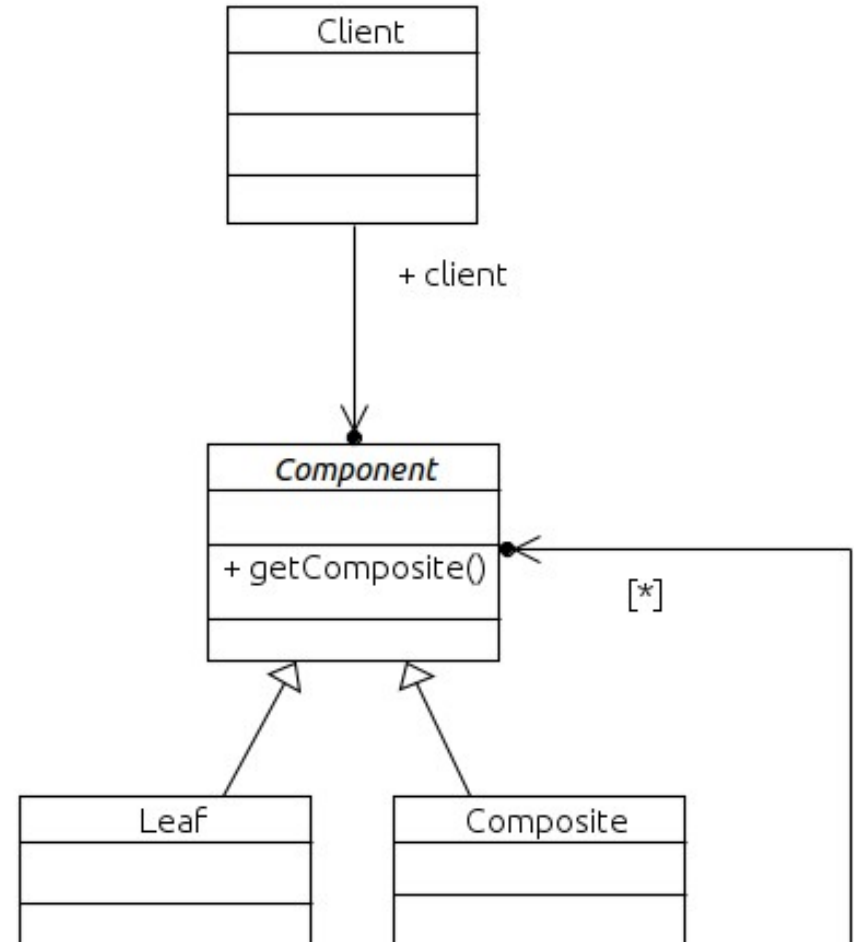 Client
+ client
Component
+ getComposite()
[*]
Leaf
Composite